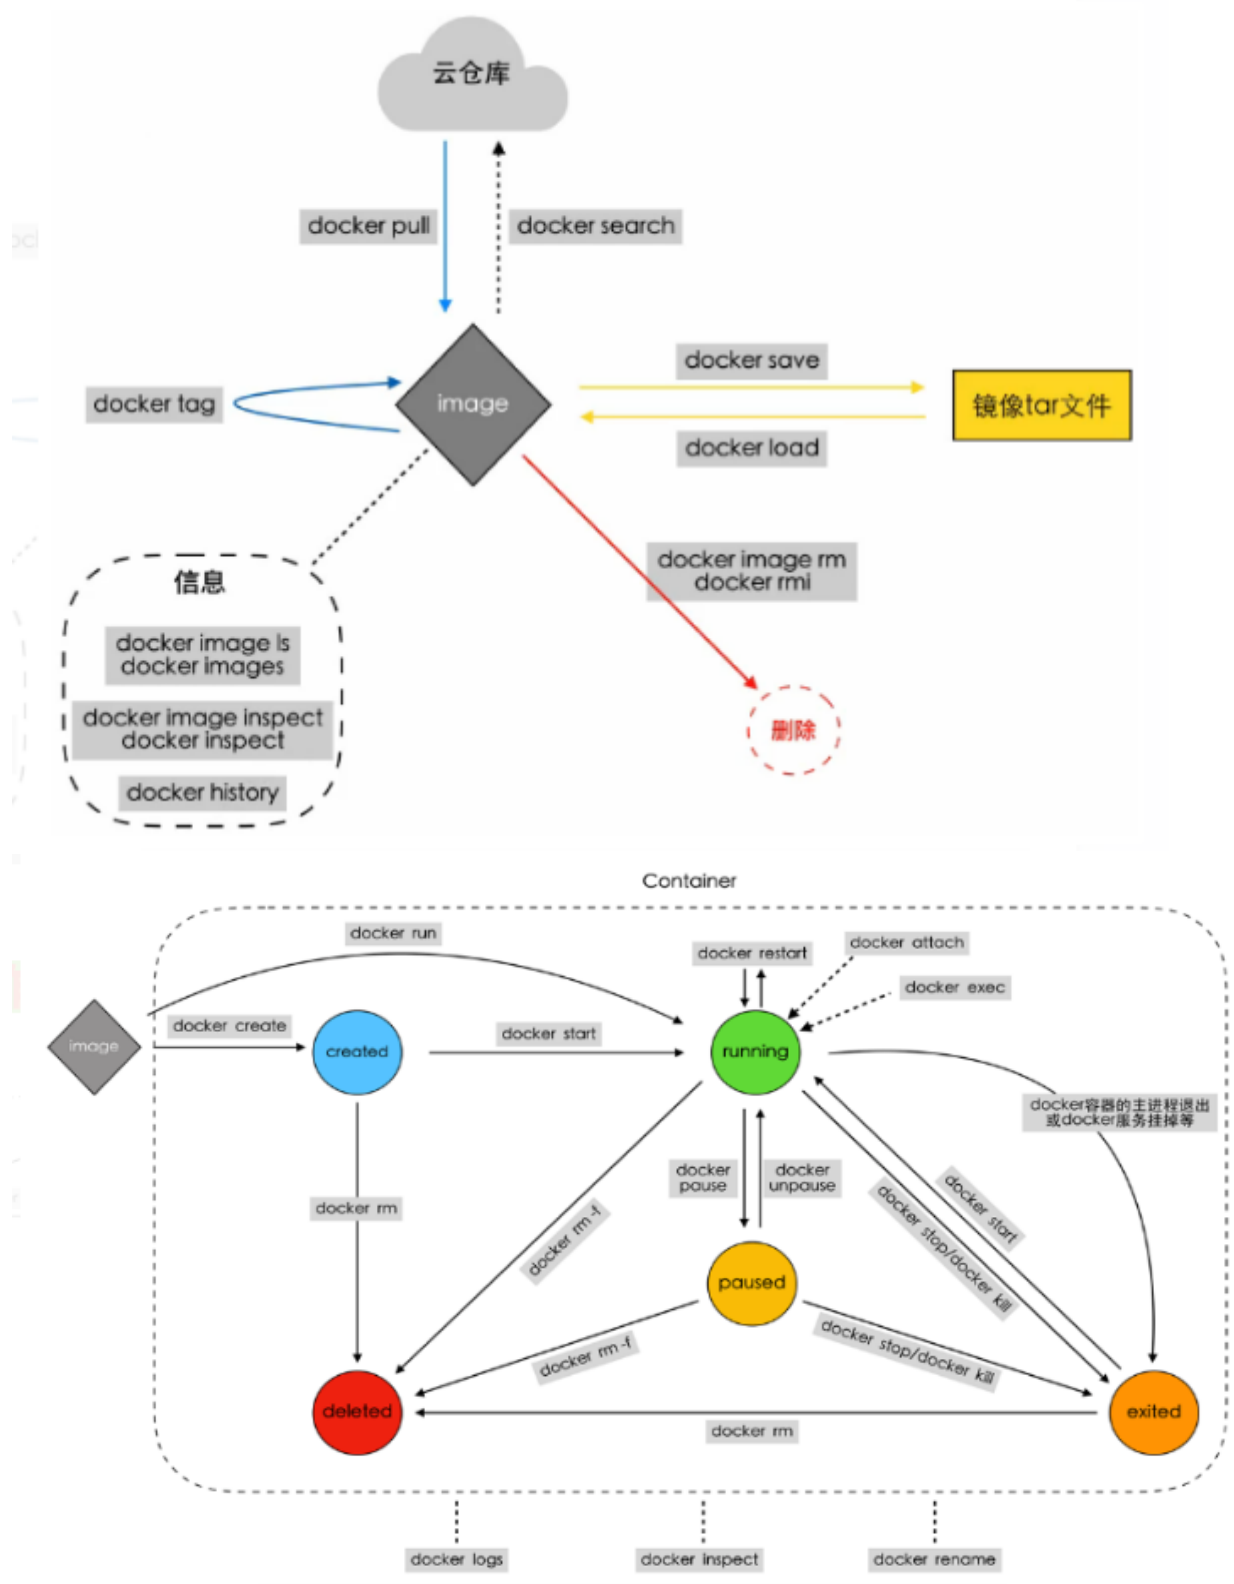 云仓库
docker pull
docker search
docker save
docker tag
image
镜像tar文件
docker load
docker image rm
docker rmi
信息
docker image ls
docker images
docker image inspect
docker inspect
删除
docker history
Container
docker run
docker restart
docker attach
docker exec
docker create
docker start
image
created
running
docker容器的主进程退出
或docker服务挂掉等
docker
pause
docker
unpause
docker rm
docker rm -f
docker start
docker stop/docker kill
paused
docker rm -f
docker stop/docker kill
deleted
exited
docker rm
docker logs
docker inspect
docker rename